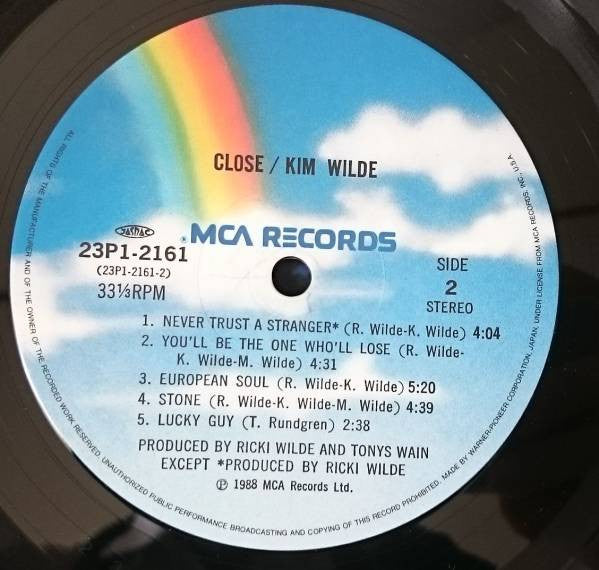 CLOSE / KIM WILDE
JASRAC
MCA RECORDS
23P1-2161
(23P1-2161-2)
33⅓RPM
SIDE
2
STEREO
1. NEVER TRUST A STRANGER* (R. Wilde-K. Wilde) 4:04
2. YOU'LL BE THE ONE WHO'LL LOSE (R. Wilde-
K. Wilde-M. Wilde) 4:31
3. EUROPEAN SOUL (R. Wilde-K. Wilde) 5:20
4. STONE (R. Wilde-K. Wilde-M. Wilde) 4:39
5. LUCKY GUY (T. Rundgren) 2:38
PRODUCED BY RICKI WILDE AND TONYS WAIN
EXCEPT *PRODUCED BY RICKI WILDE
Ⓟ 1988 MCA Records Ltd.
ALL RIGHTS OF THE MANUFACTURER AND OF THE OWNER OF THE RECORDED WORK RESERVED. UNAUTHORIZED PUBLIC PERFORMANCE BROADCASTING AND COPYING OF THIS RECORD PROHIBITED. MADE BY WARNER-PIONEER CORPORATION, JAPAN, UNDER LICENSE FROM MCA RECORDS, INC., U.S.A.